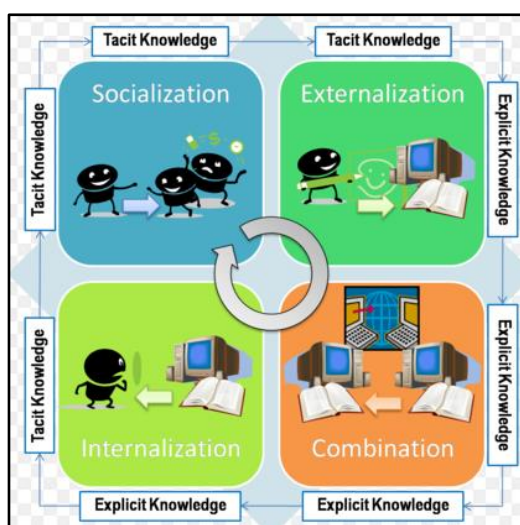 Tacit Knowledge
Tacit Knowledge
Socialization
Externalization
Tacit Knowledge
Explicit Knowledge
Tacit Knowledge
Explicit Knowledge
Internalization
Combination
Explicit Knowledge
Explicit Knowledge